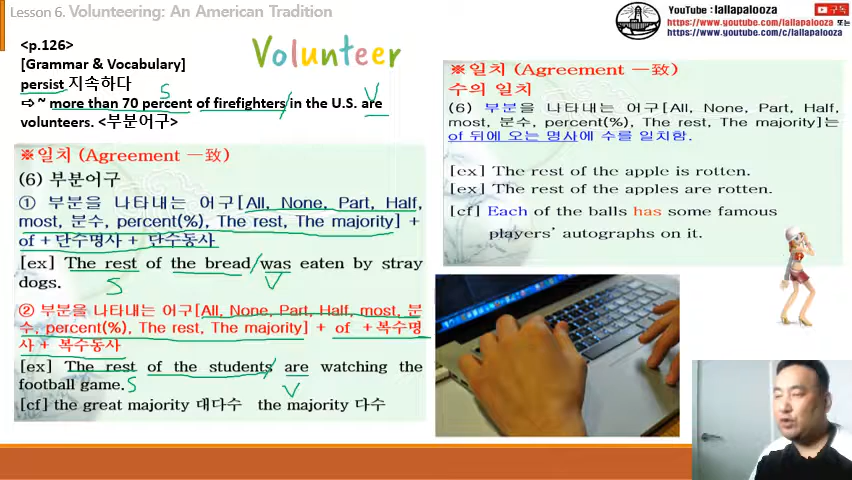 Lesson 6. Volunteering: An American Tradition
YouTube : lallapalooza
구독
https://www.youtube.com/lallapalooza 또는
https://www.youtube.com/c/lallapalooza
<p.126>
[Grammar & Vocabulary]
persist 지속하다
⇨ ~ more than 70 percent of firefighters in the U.S. are
volunteers. <부분어구>
S
V
Volunteer
※일치 (Agreement 一致)
(6) 부분어구
① 부분을 나타내는 어구[All, None, Part, Half,
most, 분수, percent(%), The rest, The majority] +
of + 단수명사 + 단수동사
[ex] The rest of the bread was eaten by stray
dogs.
S
V
② 부분을 나타내는 어구[All, None, Part, Half, most, 분
수, percent(%), The rest, The majority] + of + 복수명
사 + 복수동사
[ex] The rest of the students are watching the
football game.
S
V
[cf] the great majority 대다수 the majority 다수
※일치 (Agreement 一致)
수의 일치
(6) 부분을 나타내는 어구[All, None, Part, Half,
most, 분수, percent(%), The rest, The majority]는
of 뒤에 오는 명사에 수를 일치함.
[ex] The rest of the apple is rotten.
[ex] The rest of the apples are rotten.
[cf] Each of the balls has some famous
players' autographs on it.